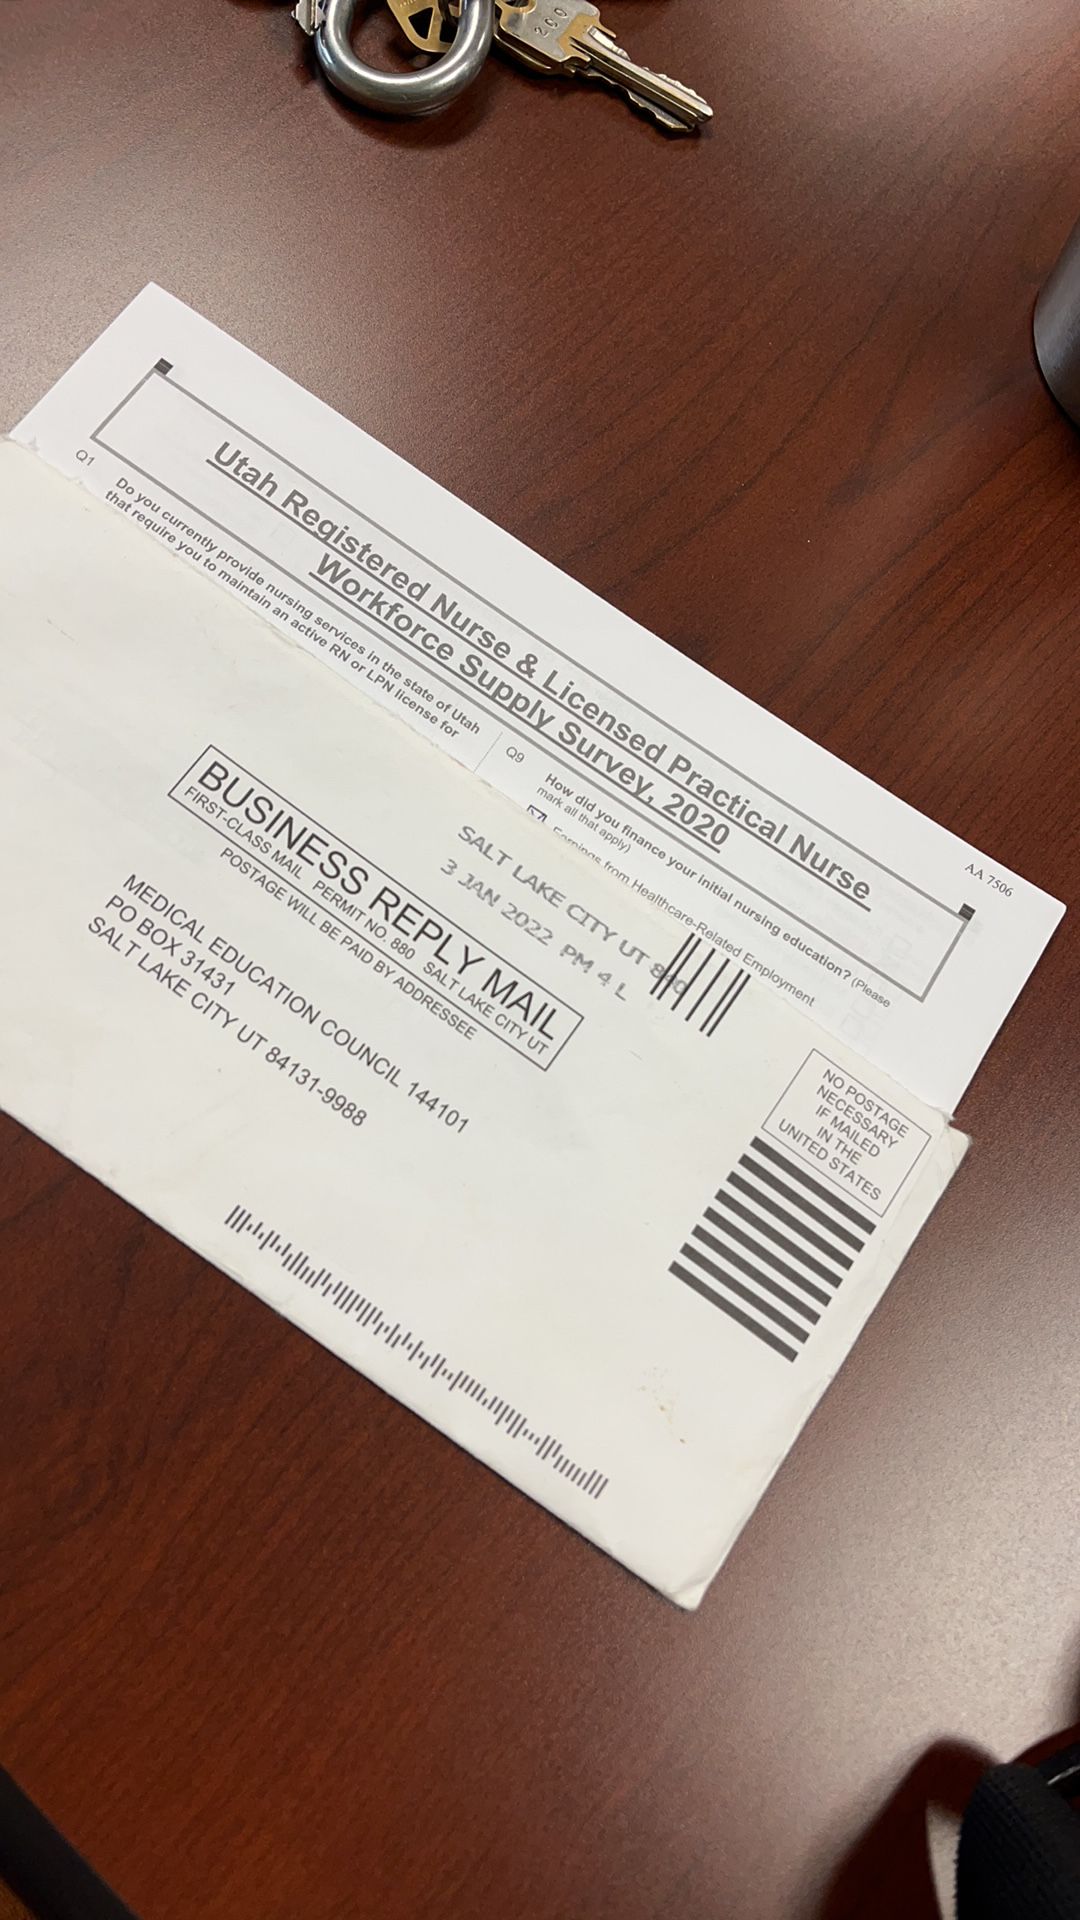 200
Utah Registered Nurse & Licensed Practical Nurse
Workforce Supply Survey, 2020
AA 7506
Q1
Do you currently provide nursing services in the state of Utah
that require you to maintain an active RN or LPN license for
Q9
How did you finance your initial nursing education? (Please
mark all that apply)
Earnings from Healthcare-Related Employment
SALT LAKE CITY UT 840
3 JAN 2022 PM 4 L
BUSINESS REPLY MAIL
FIRST-CLASS MAIL PERMIT NO. 880 SALT LAKE CITY UT
POSTAGE WILL BE PAID BY ADDRESSEE
MEDICAL EDUCATION COUNCIL 144101
PO BOX 31431
SALT LAKE CITY UT 84131-9988
NO POSTAGE
NECESSARY
IF MAILED
IN THE
UNITED STATES